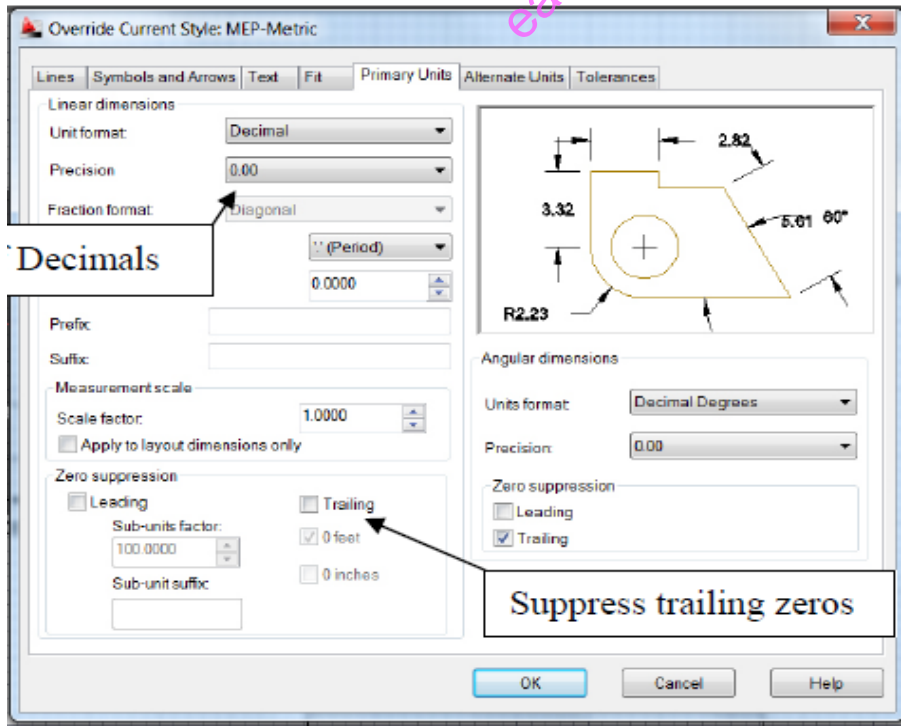 Override Current Style: MEP-Metric
Lines Symbols and Arrows Text Fit Primary Units Alternate Units Tolerances
Linear dimensions
Unit format: Decimal
Precision 0.00
Fraction format: Diagonal
Decimals
'.' (Period)
0.0000
Prefix:
Suffix:
Measurement scale
Scale factor: 1.0000
Apply to layout dimensions only
Zero suppression
Leading
Trailing
Sub-units factor:
100.0000
0 feet
Sub-unit suffix:
0 inches
2.82
3.32
5.61
60°
R2.23
Angular dimensions
Units format: Decimal Degrees
Precision: 0.00
Zero suppression
Leading
Trailing
Suppress trailing zeros
OK Cancel Help